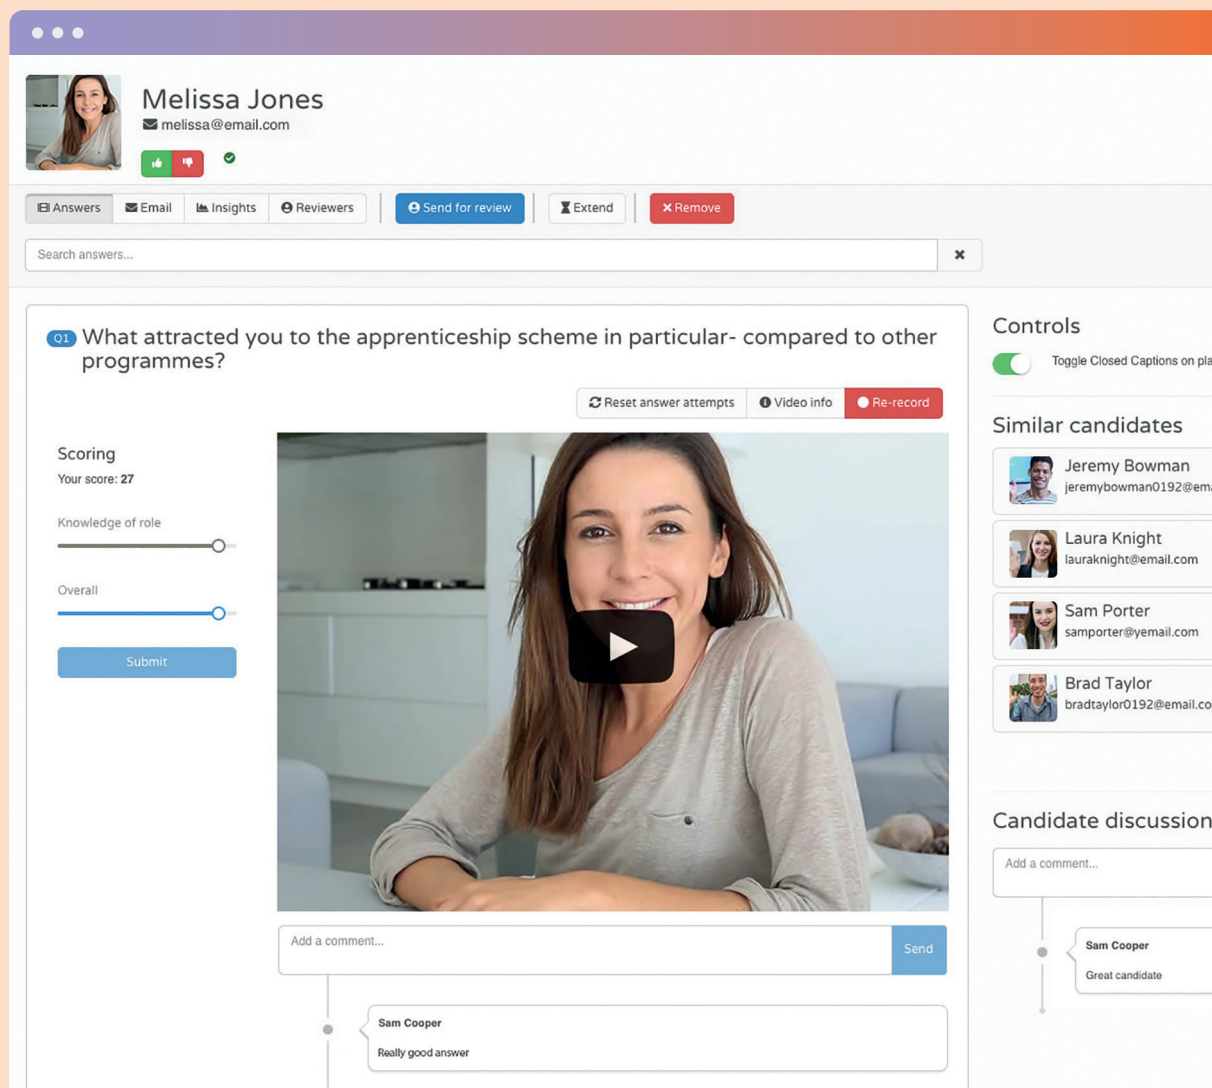 Melissa Jones
melissa@email.com
Answers Email Insights Reviewers Send for review Extend Remove
Search answers...
Q1 What attracted you to the apprenticeship scheme in particular- compared to other
programmes?
Reset answer attempts Video info Re-record
Scoring
Your score: 27
Knowledge of role
Overall
Submit
Add a comment...
Send
Sam Cooper
Really good answer
Controls
Toggle Closed Captions on
Similar candidates
Jeremy Bowman
Laura Knight
lauraknight@email.com
Sam Porter
samporter@yemail.com
Brad Taylor
bradtaylor0192@email.co
Candidate discussion
Add a comment...
Sam Cooper
Great candidate